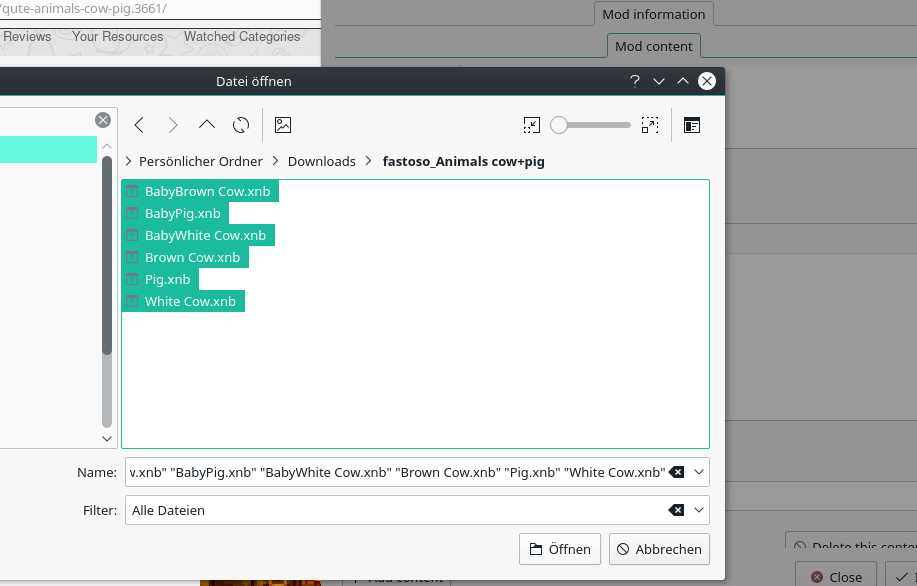 /qute-animals-cow-pig.3661/
Reviews Your Resources Watched Categories
Mod information
Mod content
Datei öffnen
Persönlicher Ordner Downloads fastoso_Animals cow+pig
BabyBrown Cow.xnb
BabyPig.xnb
BabyWhite Cow.xnb
Brown Cow.xnb
Pig.xnb
White Cow.xnb
Name: v.xnb" "BabyPig.xnb" "BabyWhite Cow.xnb" "Brown Cow.xnb" "Pig.xnb" "White Cow.xnb"
Filter: Alle Dateien
Öffnen Abbrechen
Delete this conte
Add content
Close